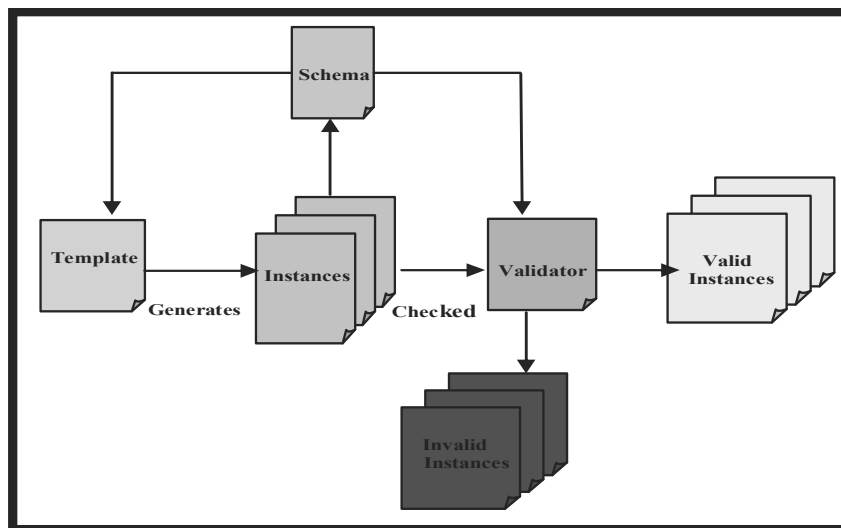 Schema
Template
Generates
Instances
Checked
Validator
Valid
Instances
Invalid
Instances